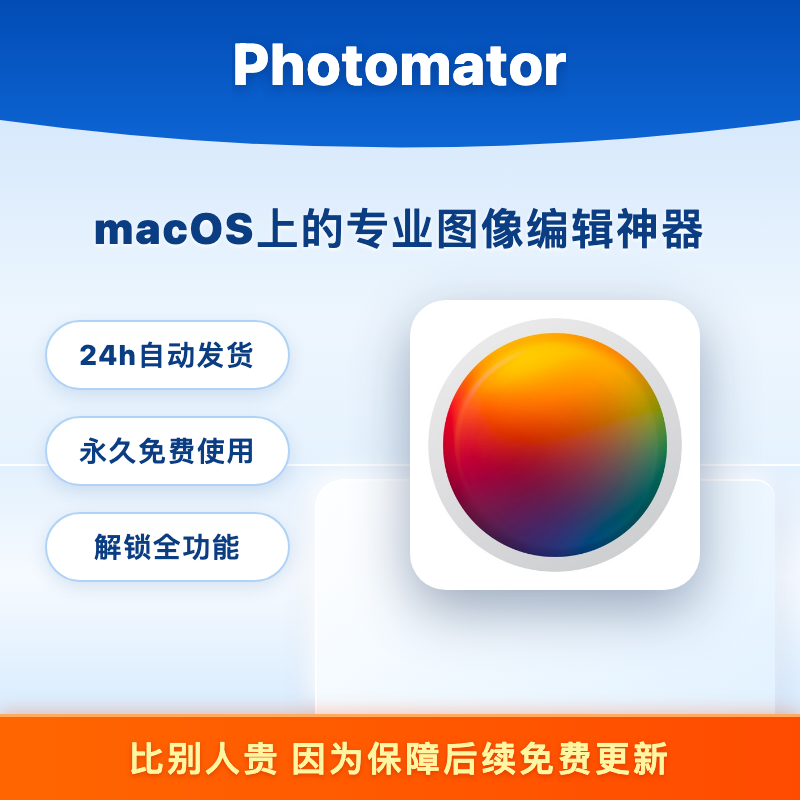 Photomator
macOS上的专业图像编辑神器
24h自动发货
永久免费使用
解锁全功能
比别人贵 因为保障后续免费更新